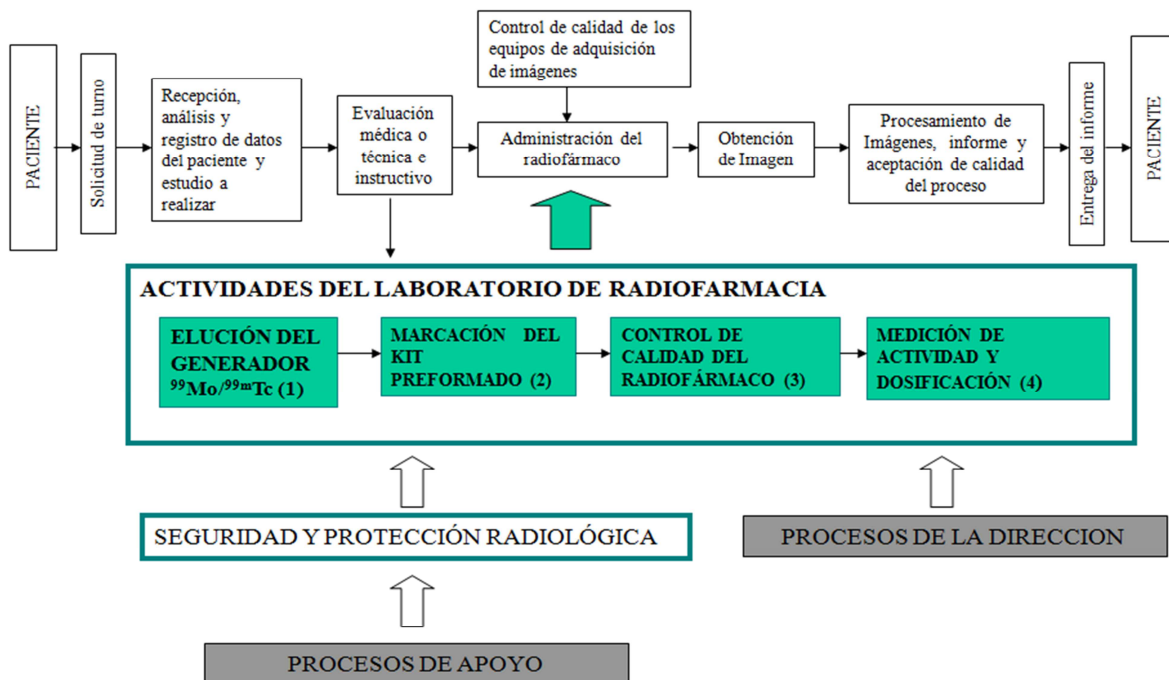 PACIENTE
Solicitud de turno
Recepción,
análisis y
registro de datos
del paciente y
estudio a
realizar
Evaluación
médica o
técnica e
instructivo
Control de calidad de los
equipos de adquisición
de imágenes
Administración del
radiofármaco
Obtención
de Imagen
Procesamiento de
Imágenes, informe y
aceptación de calidad
del proceso
Entrega del informe
PACIENTE
ACTIVIDADES DEL LABORATORIO DE RADIOFARMACIA
ELUCIÓN DEL
GENERADOR
⁹⁹Mo/⁹⁹ᵐTc (1)
MARCACIÓN DEL
KIT
PREFORMADO (2)
CONTROL DE
CALIDAD DEL
RADIOFÁRMACO (3)
MEDICIÓN DE
ACTIVIDAD Y
DOSIFICACIÓN (4)
SEGURIDAD Y PROTECCIÓN RADIOLÓGICA
PROCESOS DE LA DIRECCION
PROCESOS DE APOYO